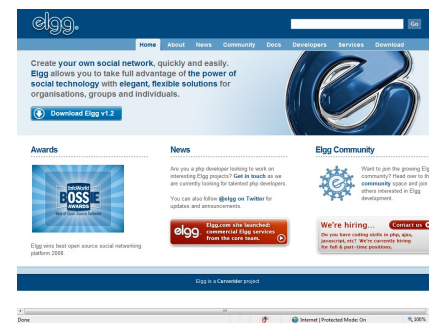 elgg.
Go
Home About News Community Docs Developers Services Download
Create your own social network, quickly and easily.
Elgg allows you to take full advantage of the power of
social technology with elegant, flexible solutions for
organisations, groups and individuals.
Download Elgg v1.2
Awards
InfoWorld
BOSSIE
AWARDS
Best of Open Source Software
Elgg wins best open source social networking
platform 2008.
News
Are you a php developer looking to work on
interesting Elgg projects? Get in touch as we
are currently looking for talented php developers.
You can also follow @elgg on Twitter for
updates and announcements.
elgg.
Elgg.com site launched:
commercial Elgg services
from the core team.
Elgg Community
Want to join the growing Elg
community? Head over to th
community space and join
others interested in Elgg
development.
We're hiring...
Contact us
Do you have coding skills in php, ajax,
javascript, etc? We're currently hiring
for full & part-time positions.
Elgg is a Curverider project
Done
Internet | Protected Mode: On
100%